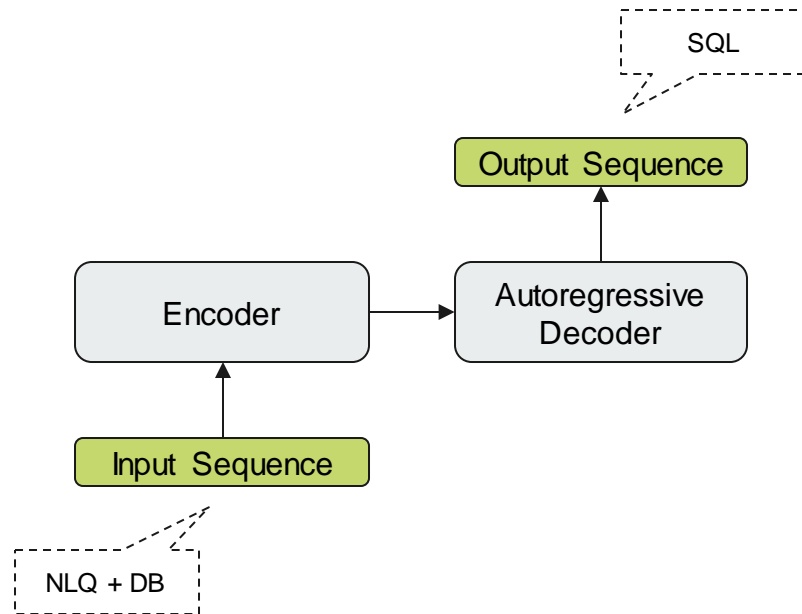 SQL
Output Sequence
Encoder
Autoregressive
Decoder
Input Sequence
NLQ + DB